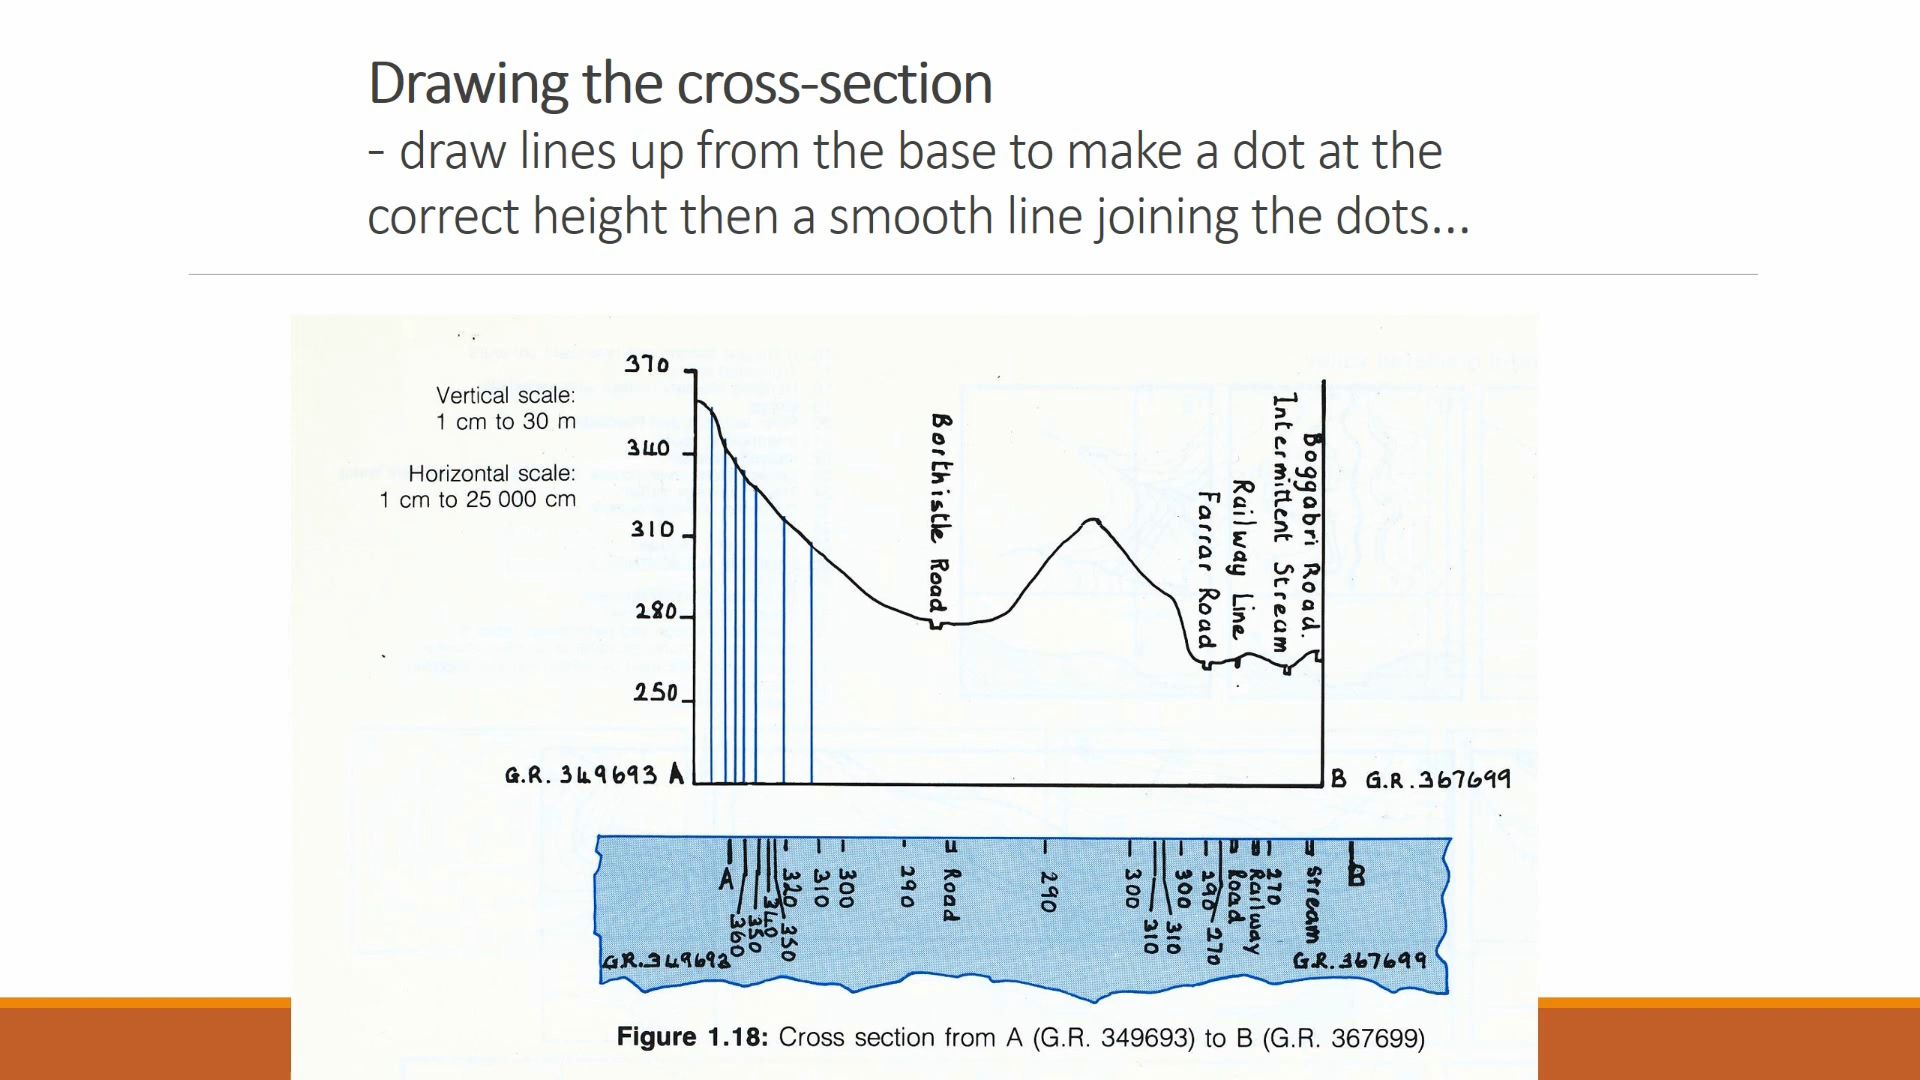 Drawing the cross-section
- draw lines up from the base to make a dot at the
correct height then a smooth line joining the dots...
Vertical scale:
1 cm to 30 m
Horizontal scale:
1 cm to 25 000 cm
370
340
310
280
250
Borthistle Road
Farrar Road
Railway Line
Intermittent Stream
Boggabri Road.
G.R. 349693 A
B G.R.367699
A
360
350
340
350
320
310
300
290
Road
290
300
310
310
300
290
270
Road
Railway
270
Stream
B
G.R.349693
G.R.367699
Figure 1.18: Cross section from A (G.R. 349693) to B (G.R. 367699)